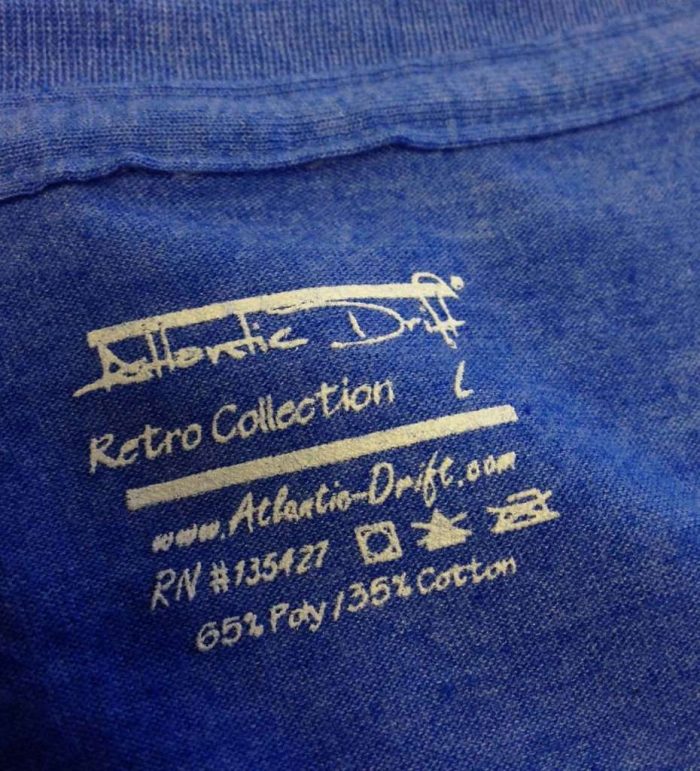 Atlantic Drift
Retro Collection L
www.Atlantic-Drift.com
RN #135427
65% Poly / 35% Cotton